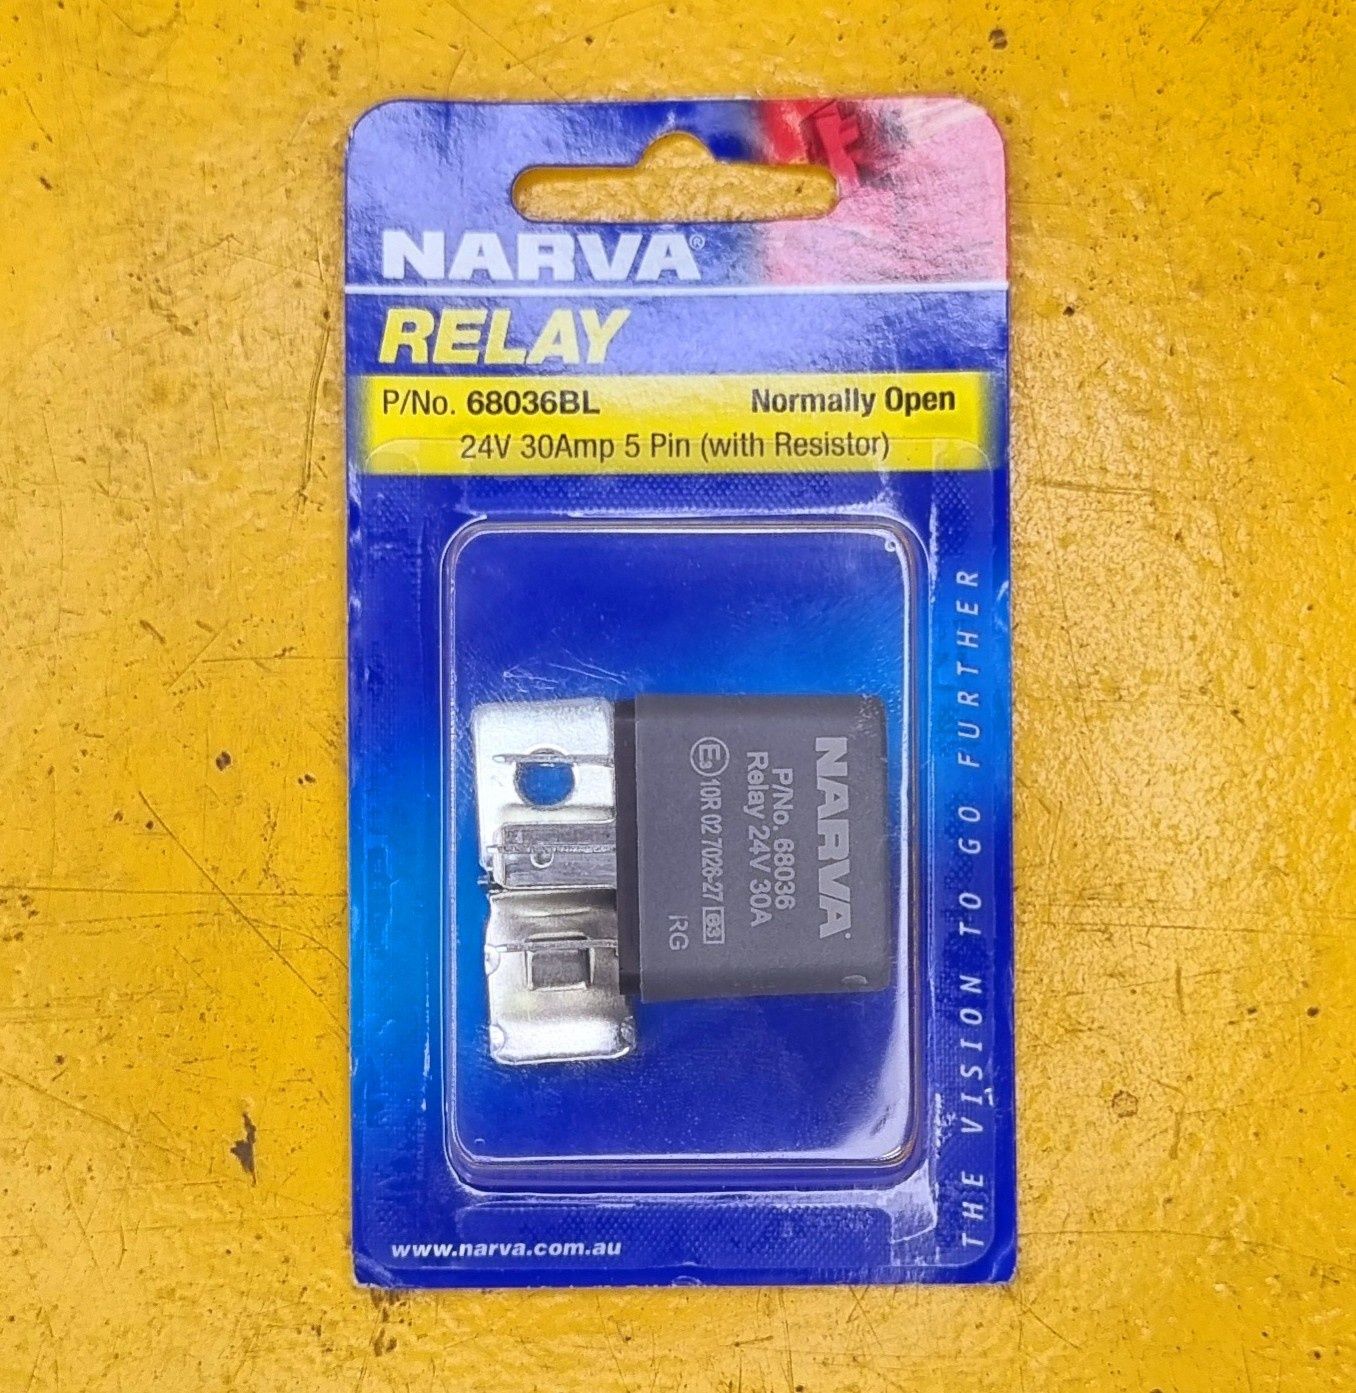 NARVA®
RELAY
P/No. 68036BL Normally Open
24V 30Amp 5 Pin (with Resistor)
NARVA
P/No. 68036
Relay 24V 30A
E3 10R 02 7026-27
RG
THE VISION TO GO FURTHER
www.narva.com.au